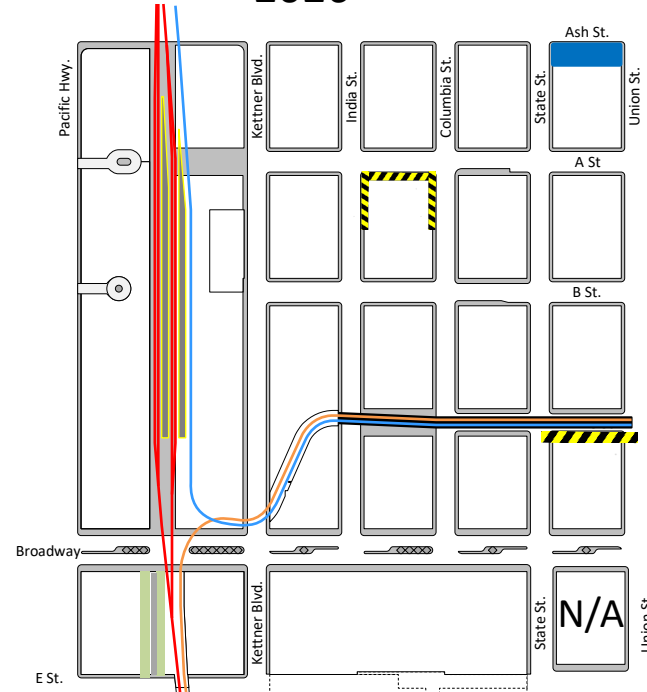 Ash St.
Pacific Hwy.
Kettner Blvd.
India St.
Columbia St.
State St.
Union St.
A St
B St.
Broadway
Kettner Blvd.
State St.
N/A
E St.